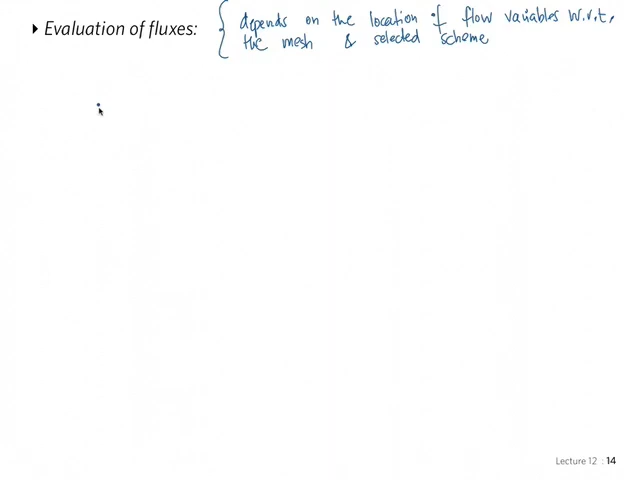 ‣ Evaluation of fluxes:
depends on the location of flow variables w.r.t.
the mesh & selected scheme
Lecture 12 : 14